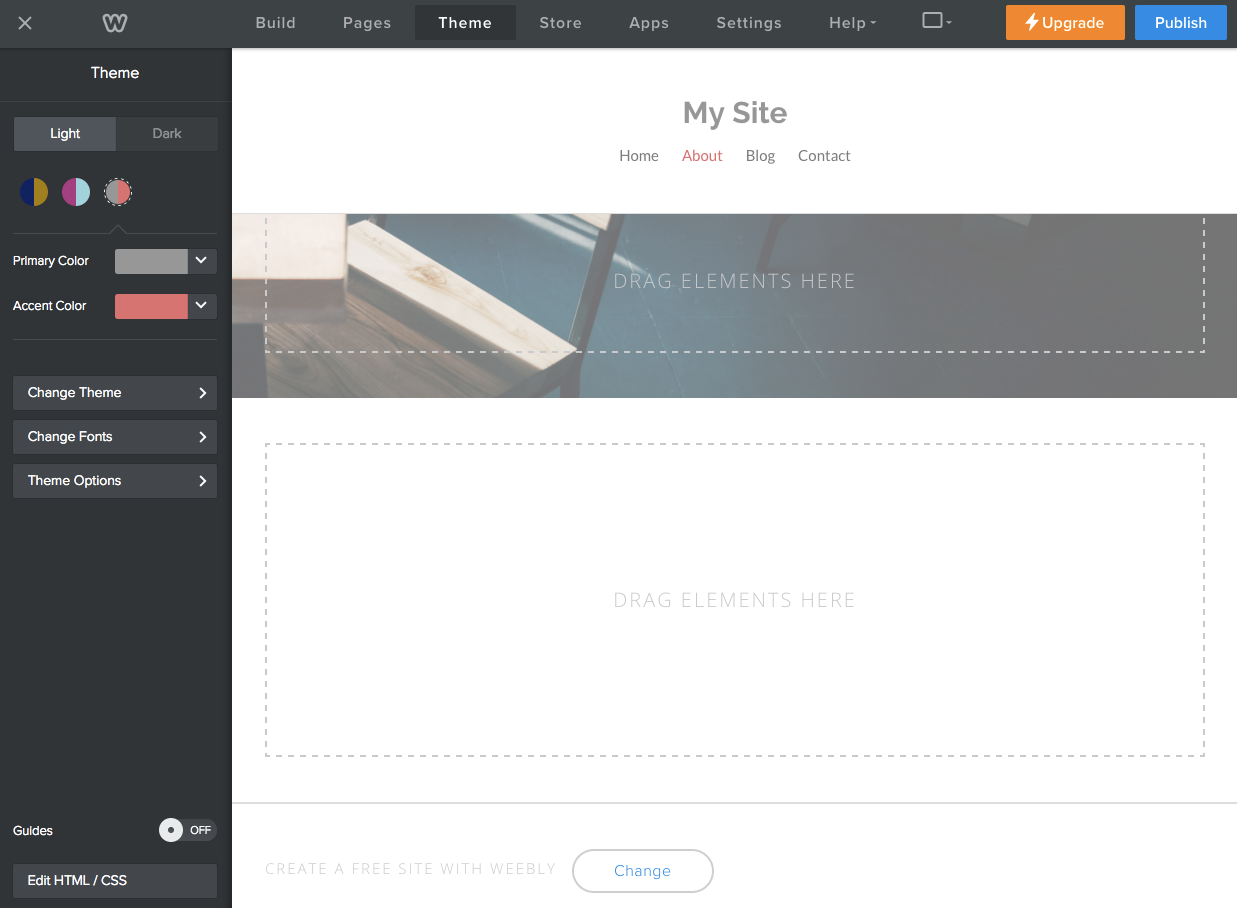 Build Pages Theme Store Apps Settings Help Upgrade Publish
Theme
Light Dark
Primary Color
Accent Color
Change Theme
Change Fonts
Theme Options
Guides OFF
Edit HTML / CSS
My Site
Home About Blog Contact
DRAG ELEMENTS HERE
DRAG ELEMENTS HERE
CREATE A FREE SITE WITH WEEBLY Change